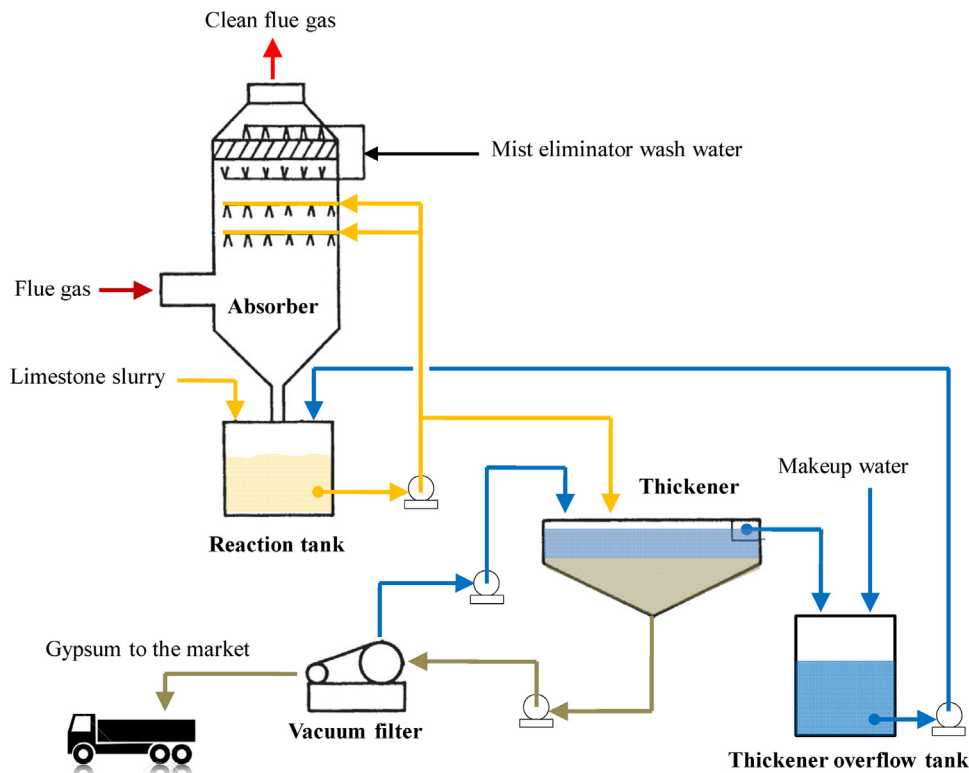 Clean flue gas
Mist eliminator wash water
Flue gas
Absorber
Limestone slurry
Makeup water
Thickener
Reaction tank
Gypsum to the market
Vacuum filter
Thickener overflow tank